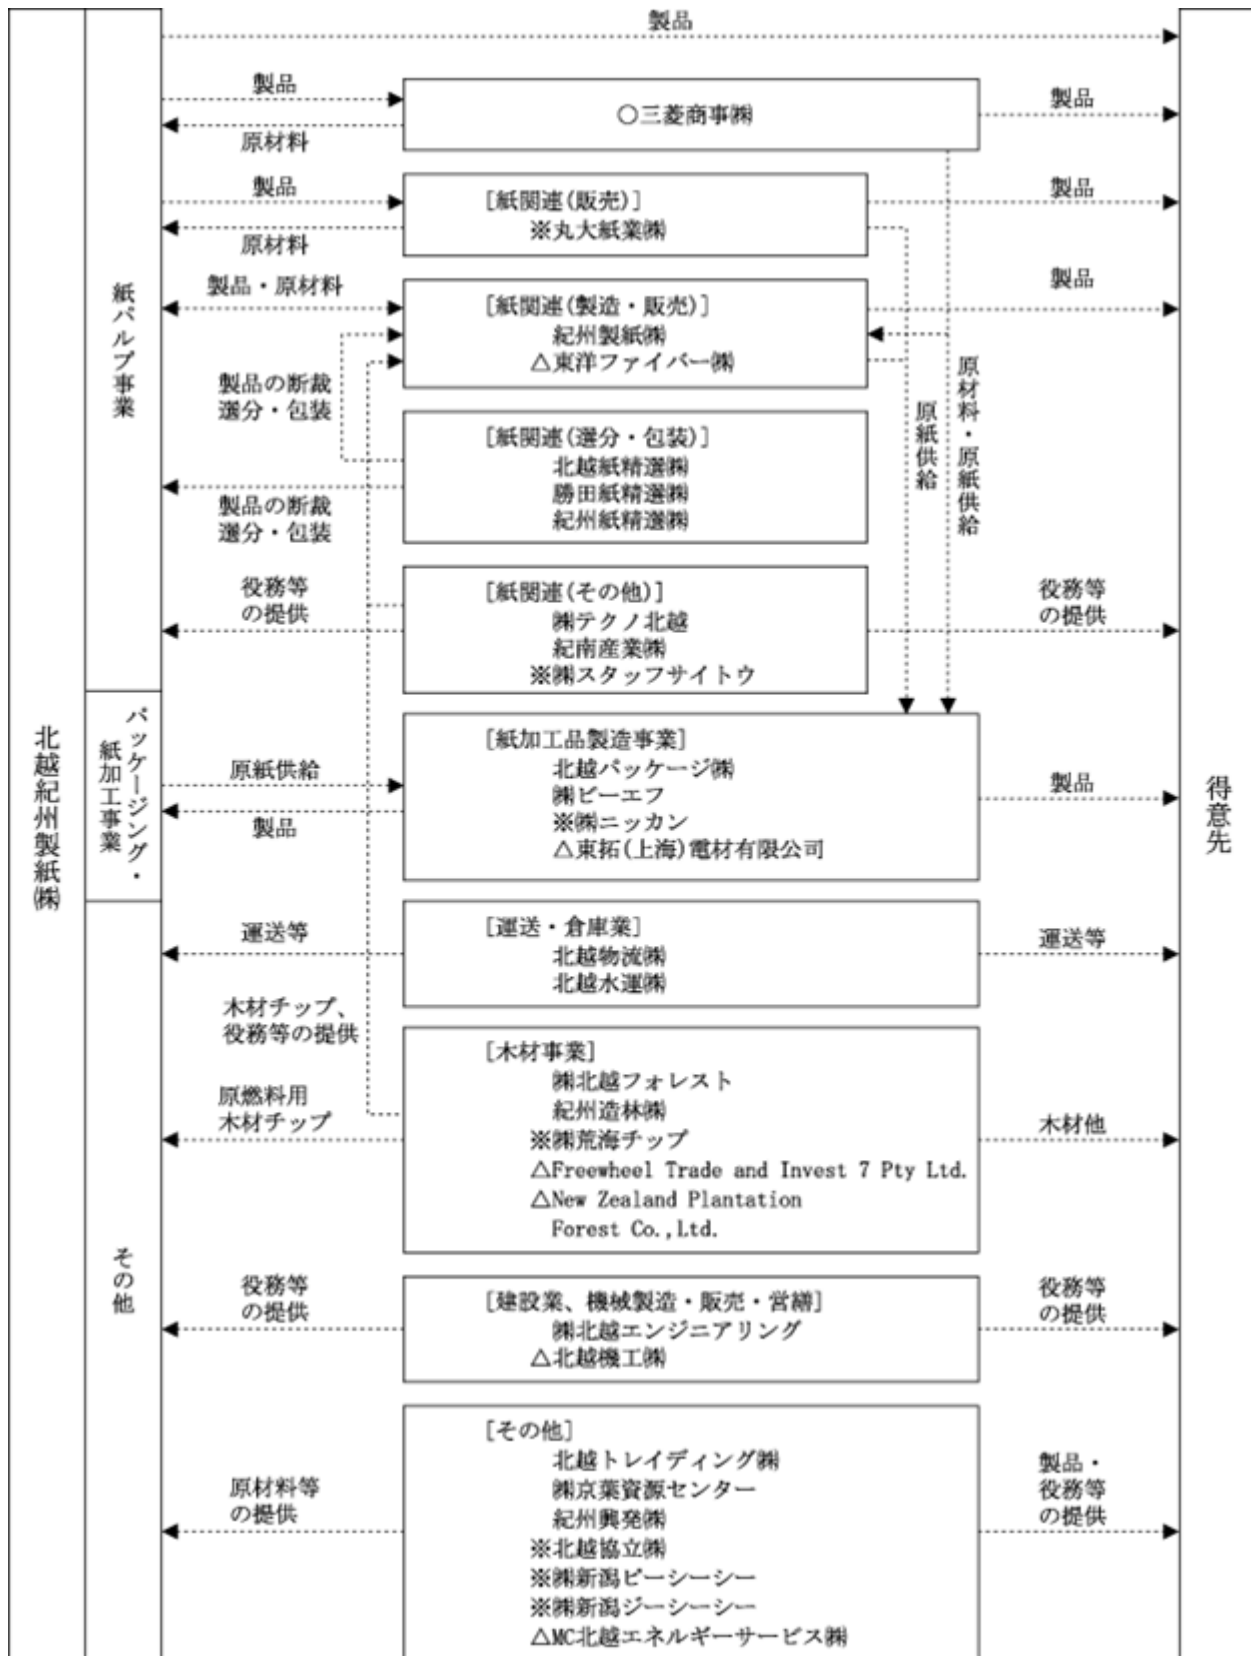 製品
製品
○三菱商事㈱
製品
原材料
製品
[紙関連(販売)]
※丸大紙業㈱
製品
原材料
紙パルプ事業
製品・原材料
[紙関連(製造・販売)]
紀州製紙㈱
△東洋ファイバー㈱
製品
製品の断裁
選分・包装
原紙供給
原材料・原紙供給
[紙関連(選分・包装)]
北越紙精選㈱
勝田紙精選㈱
紀州紙精選㈱
製品の断裁
選分・包装
役務等
の提供
[紙関連(その他)]
㈱テクノ北越
紀南産業㈱
※㈱スタッフサイトウ
役務等
の提供
北越紀州製紙㈱
パッケージング・
紙加工事業
原紙供給
製品
[紙加工品製造事業]
北越パッケージ㈱
㈱ビーエフ
※㈱ニッカン
△東拓(上海)電材有限公司
製品
得意先
運送等
[運送・倉庫業]
北越物流㈱
北越水運㈱
運送等
木材チップ、
役務等の提供
原燃料用
木材チップ
[木材事業]
㈱北越フォレスト
紀州造林㈱
※㈱荒海チップ
△Freewheel Trade and Invest 7 Pty Ltd.
△New Zealand Plantation
Forest Co.,Ltd.
木材他
その他
役務等
の提供
[建設業、機械製造・販売・営繕]
㈱北越エンジニアリング
△北越機工㈱
役務等
の提供
原材料等
の提供
[その他]
北越トレイディング㈱
㈱京葉資源センター
紀州興発㈱
※北越協立㈱
※㈱新潟ピーシーシー
※㈱新潟ジーシーシー
△MC北越エネルギーサービス㈱
製品・
役務等
の提供